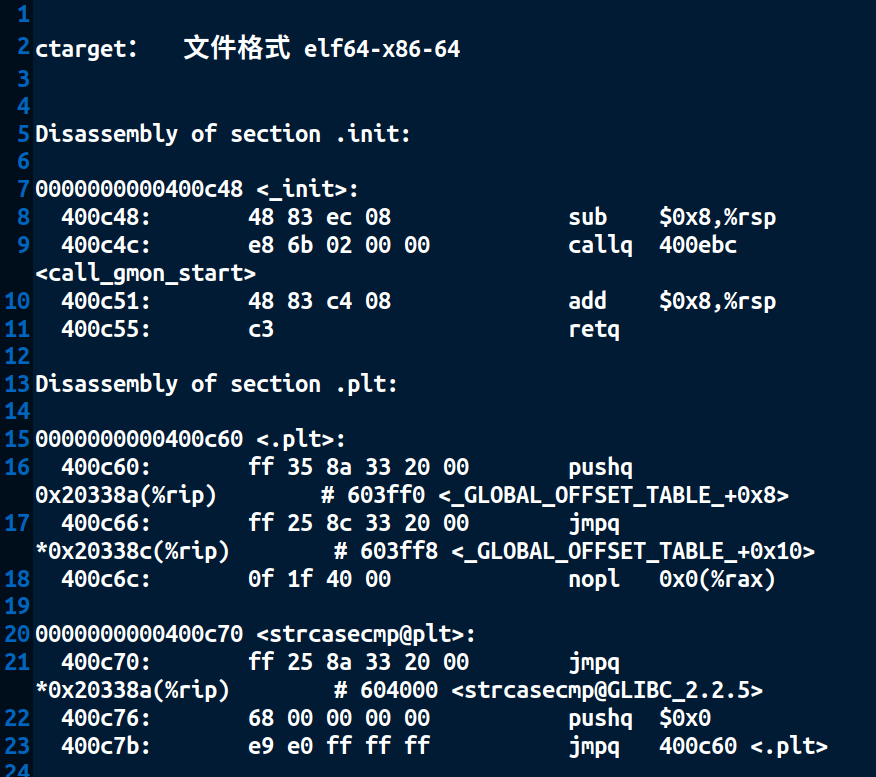 1
2 ctarget:     文件格式 elf64-x86-64
3
4
5 Disassembly of section .init:
6
7 0000000000400c48 <_init>:
8   400c48:       48 83 ec 08             sub    $0x8,%rsp
9   400c4c:       e8 6b 02 00 00          callq  400ebc
<call_gmon_start>
10   400c51:       48 83 c4 08             add    $0x8,%rsp
11   400c55:       c3                      retq
12
13 Disassembly of section .plt:
14
15 0000000000400c60 <.plt>:
16   400c60:       ff 35 8a 33 20 00       pushq
0x20338a(%rip)        # 603ff0 <_GLOBAL_OFFSET_TABLE_+0x8>
17   400c66:       ff 25 8c 33 20 00       jmpq
*0x20338c(%rip)        # 603ff8 <_GLOBAL_OFFSET_TABLE_+0x10>
18   400c6c:       0f 1f 40 00             nopl   0x0(%rax)
19
20 0000000000400c70 <strcasecmp@plt>:
21   400c70:       ff 25 8a 33 20 00       jmpq
*0x20338a(%rip)        # 604000 <strcasecmp@GLIBC_2.2.5>
22   400c76:       68 00 00 00 00          pushq  $0x0
23   400c7b:       e9 e0 ff ff ff          jmpq   400c60 <.plt>
24